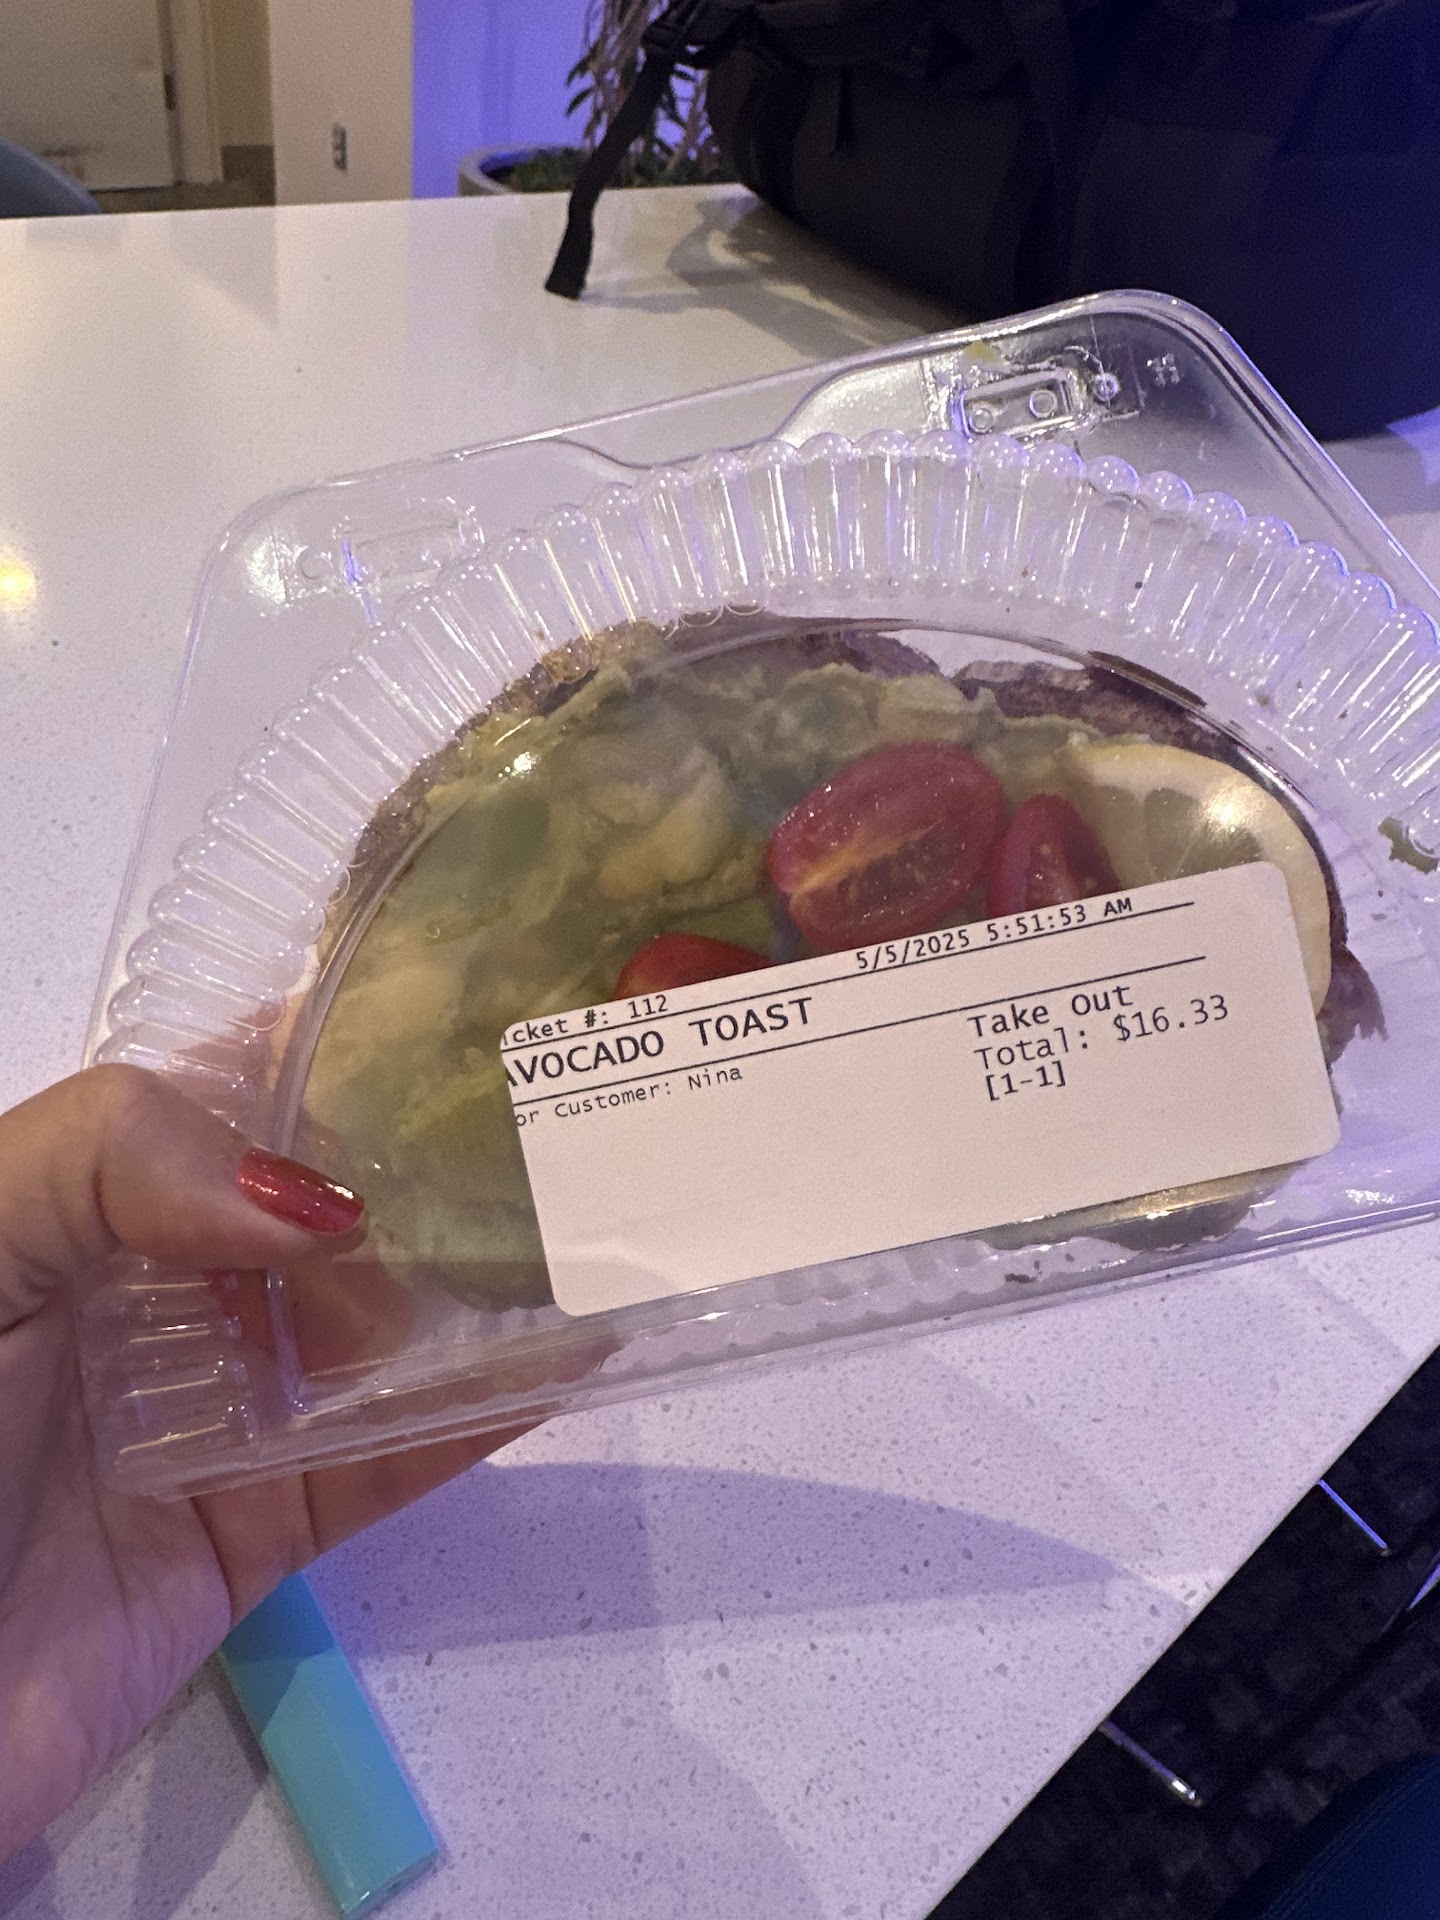 icket #: 112
5/5/2025 5:51:53 AM
AVOCADO TOAST
Take Out
or Customer: Nina
Total: $16.33
[1-1]